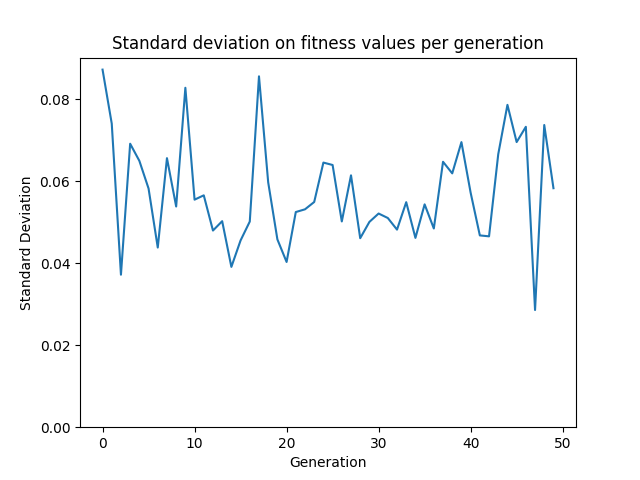 Standard deviation on fitness values per generation
Standard Deviation
0.08
0.06
0.04
0.02
0.00
0 10 20 30 40 50
Generation